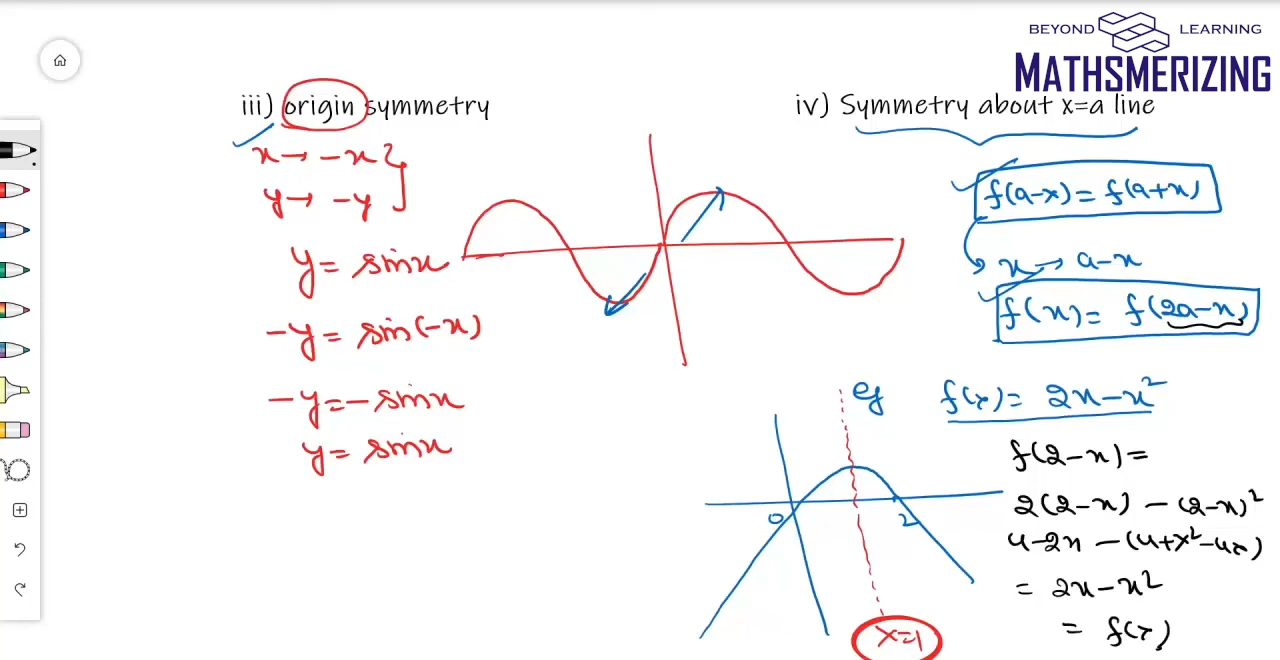 BEYOND LEARNING
MATHSMERIZING
iii) origin symmetry
x → -x
y → -y
y = sinx
-y = sin(-x)
-y = -sinx
y = sinx
iv) Symmetry about x=a line
f(a-x) = f(a+x)
x → a-x
f(x) = f(2a-x)
eg f(x) = 2x-x²
f(2-x) =
2(2-x) - (2-x)²
4-2x - (4+x²-4x)
= 2x-x²
= f(x)
0 2
x=1